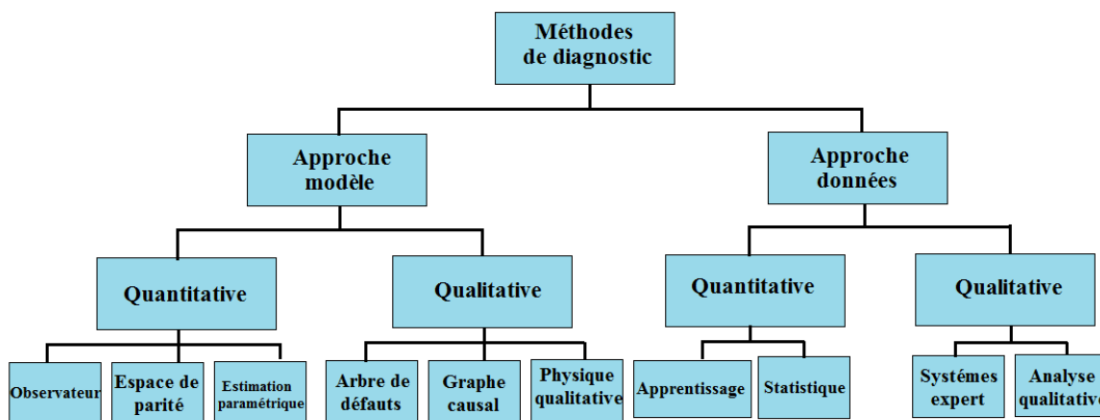 Méthodes
de diagnostic
Approche
modèle
Approche
données
Quantitative
Qualitative
Quantitative
Qualitative
Observateur
Espace de
parité
Estimation
paramétrique
Arbre de
défauts
Graphe
causal
Physique
qualitative
Apprentissage
Statistique
Systémes
expert
Analyse
qualitative